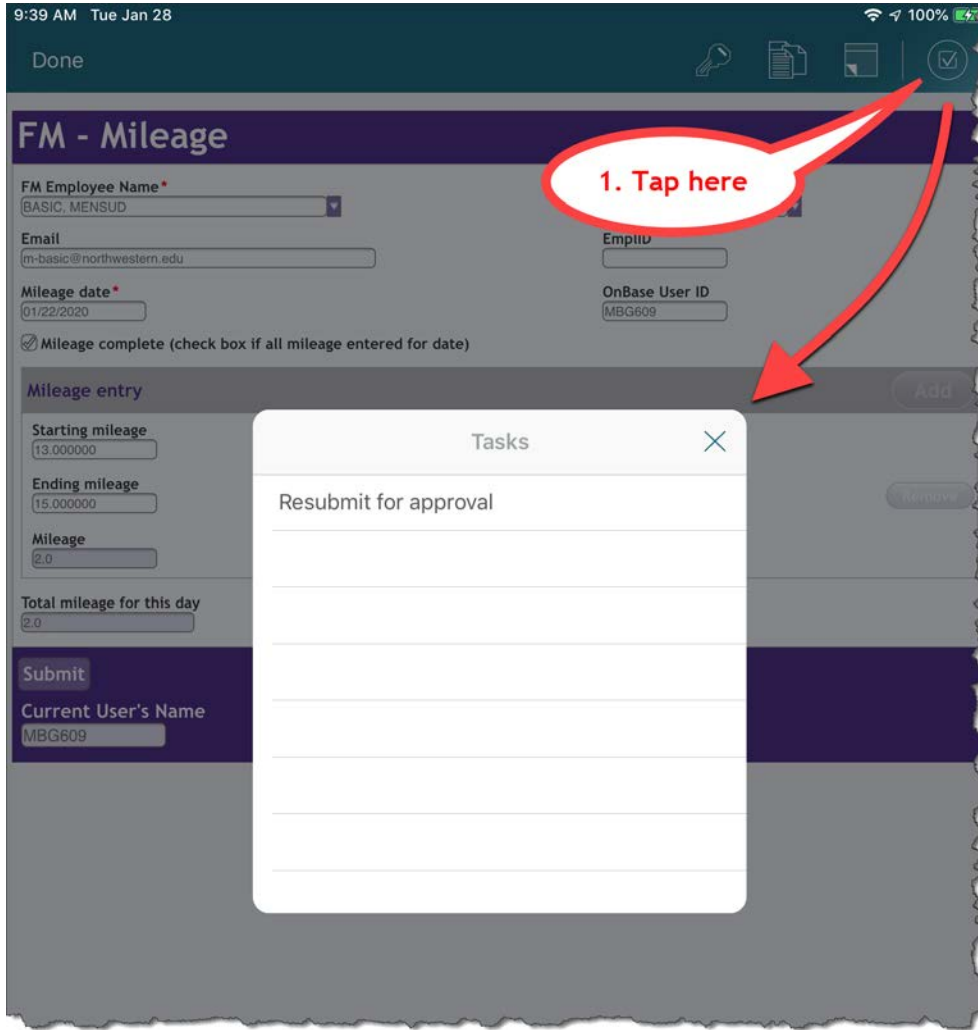 9:39 AM Tue Jan 28 100%
Done
FM - Mileage
1. Tap here
FM Employee Name*
BASIC, MENSUD
Email EmplID
m-basic@northwestern.edu
Mileage date* OnBase User ID
01/22/2020 MBG609
Mileage complete (check box if all mileage entered for date)
Mileage entry Add
Starting mileage
13.000000
Ending mileage
15.000000
Remove
Mileage
2.0
Total mileage for this day
2.0
Submit
Current User's Name
MBG609
Tasks
Resubmit for approval